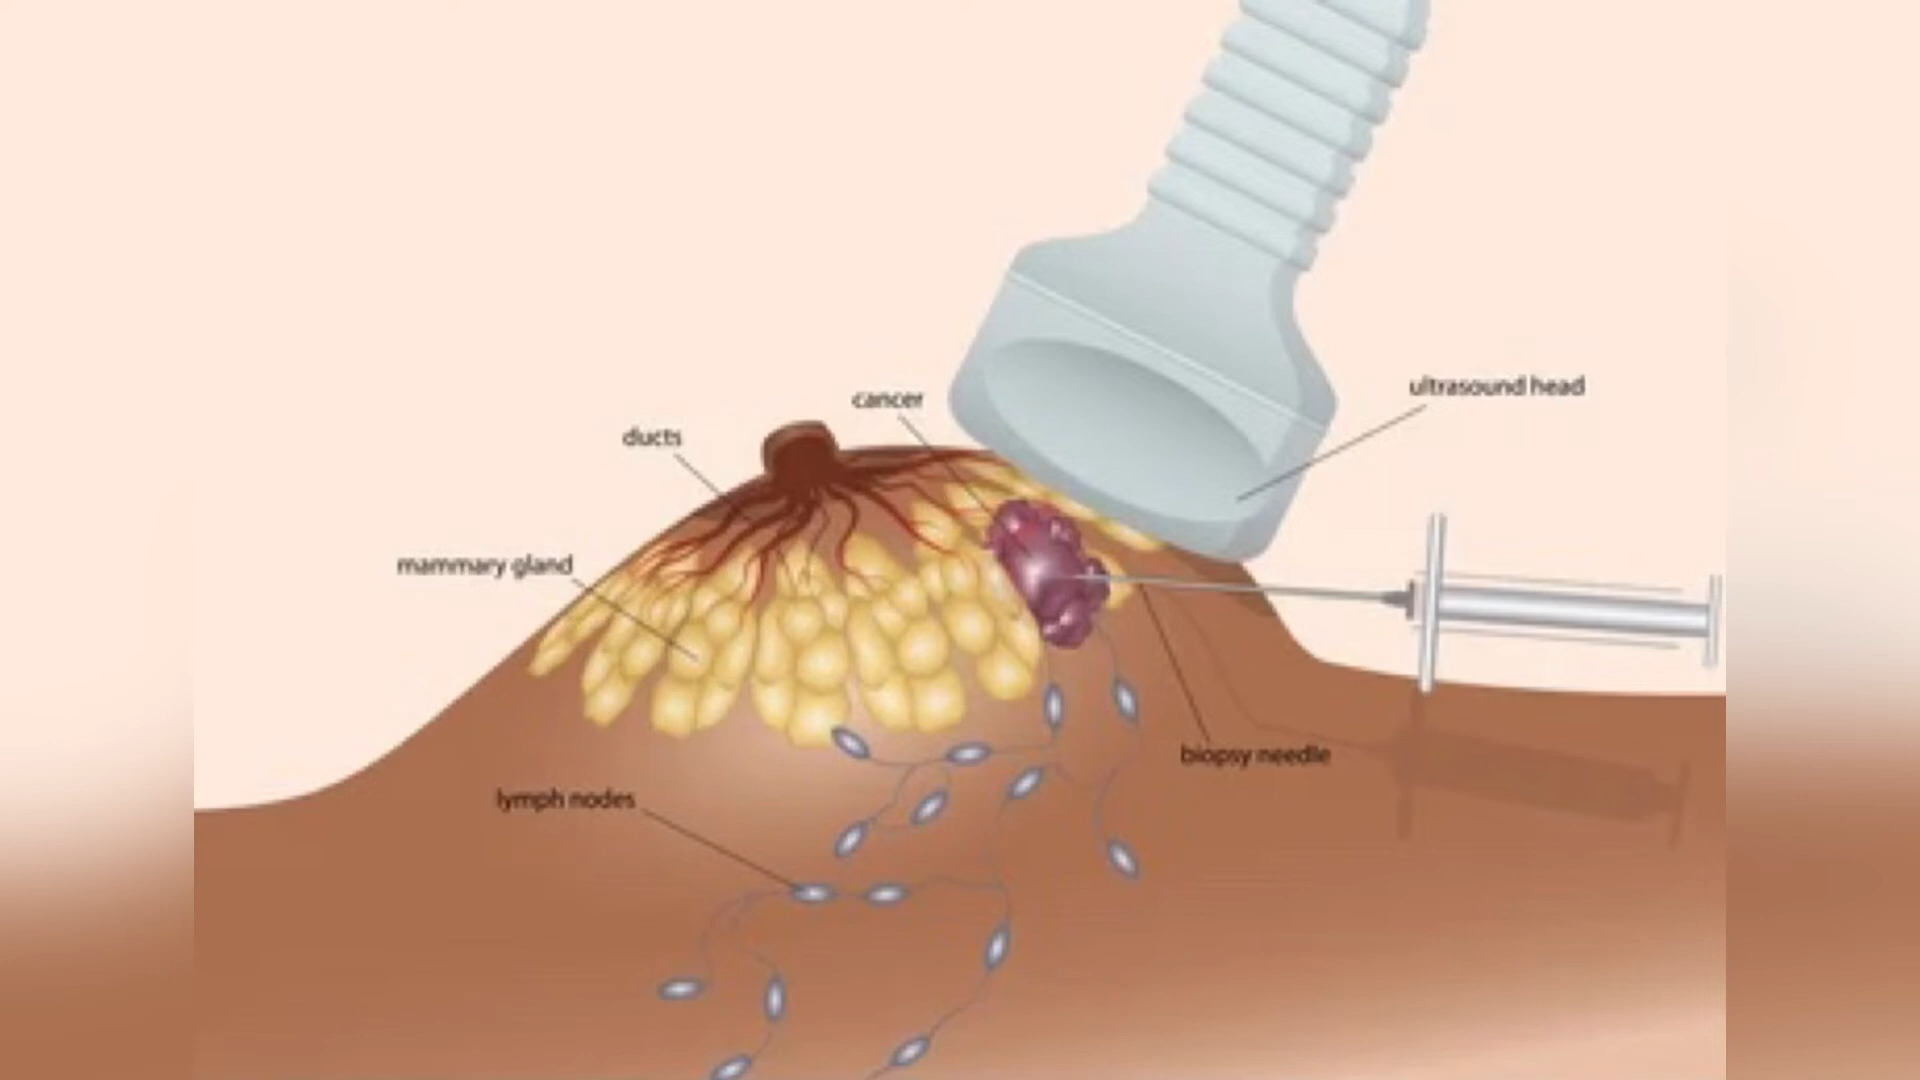 ultrasound head
cancer
ducts
mammary gland
biopsy needle
lymph nodes